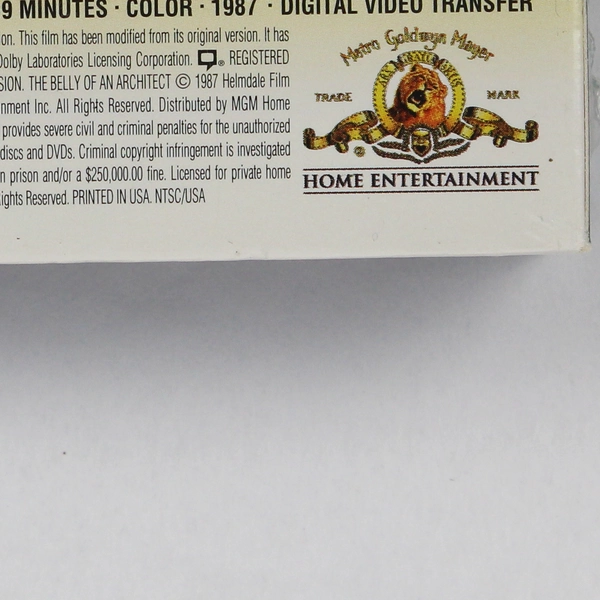 9 MINUTES · COLOR · 1987 · DIGITAL VIDEO TRANSFER
on. This film has been modified from its original version. It has
Dolby Laboratories Licensing Corporation. ® REGISTERED
SION. THE BELLY OF AN ARCHITECT © 1987 Hemdale Film
nment Inc. All Rights Reserved. Distributed by MGM Home
provides severe civil and criminal penalties for the unauthorized
discs and DVDs. Criminal copyright infringement is investigated
n prison and/or a $250,000.00 fine. Licensed for private home
ights Reserved. PRINTED IN USA. NTSC/USA
Metro Goldwyn Mayer
TRADE MARK
HOME ENTERTAINMENT